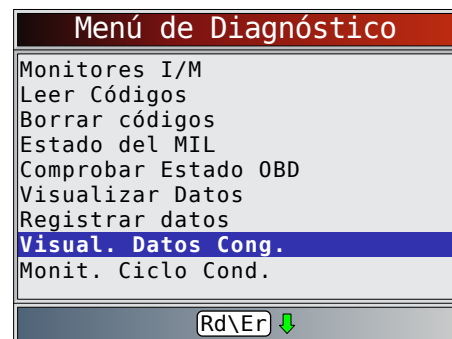 Menú de Diagnóstico
Monitores I/M
Leer Códigos
Borrar códigos
Estado del MIL
Comprobar Estado OBD
Visualizar Datos
Registrar datos
Visual. Datos Cong.
Monit. Ciclo Cond.
Rd\Er